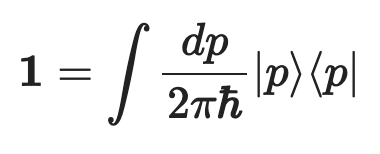 1 = ∫ dp/2πħ |p⟩⟨p|